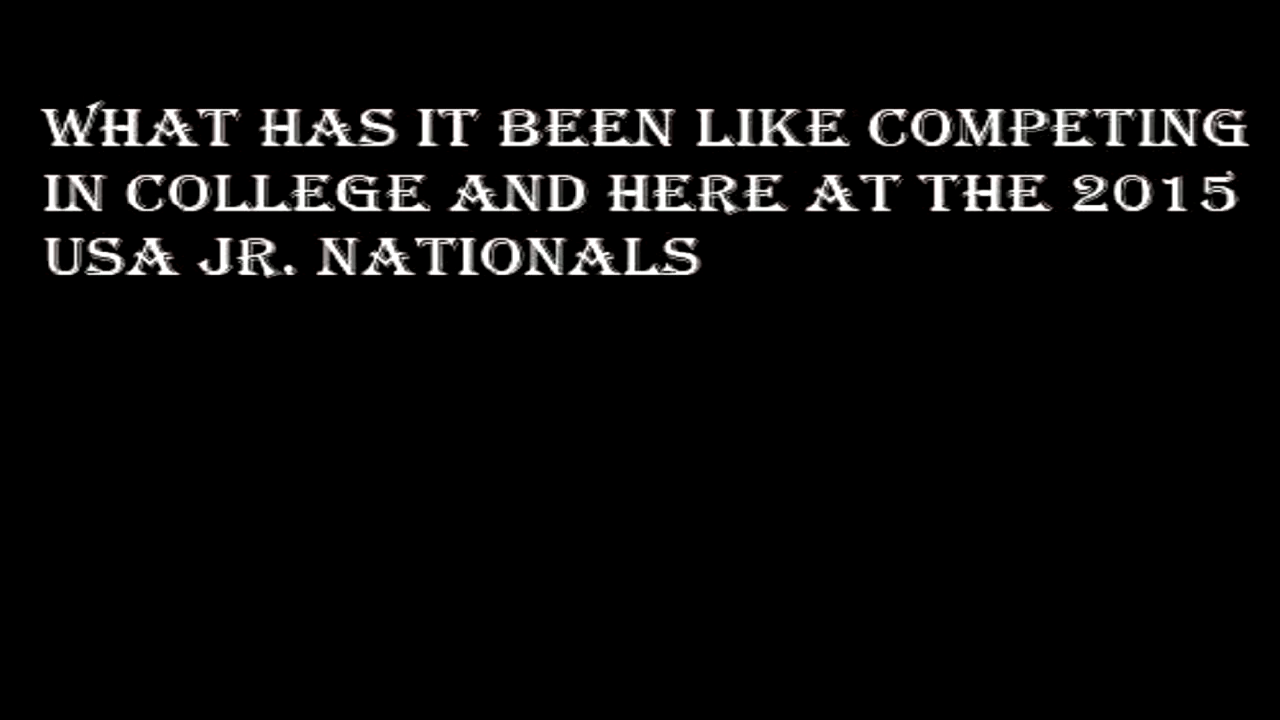 WHAT HAS IT BEEN LIKE COMPETING
IN COLLEGE AND HERE AT THE 2015
USA JR. NATIONALS